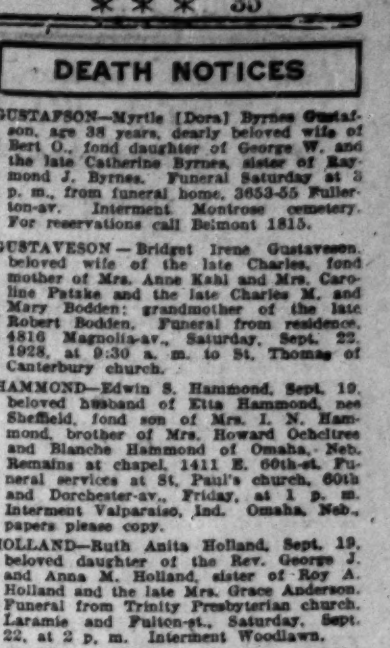 * * * 35
DEATH NOTICES
GUSTAFSON—Myrtle [Dora] Byrnes Gustaf-
son, age 38 years, dearly beloved wife of
Bert O., fond daughter of George W. and
the late Catherine Byrnes, sister of Ray-
mond J. Byrnes. Funeral Saturday at 3
p. m., from funeral home, 3653-55 Fuller-
ton-av. Interment Montrose cemetery.
For reservations call Belmont 1815.
GUSTAVESON — Bridget Irene Gustaveson,
beloved wife of the late Charles, fond
mother of Mrs. Anne Kahl and Mrs. Caro-
line Patzke and the late Charles M. and
Mary Bodden; grandmother of the late
Robert Bodden. Funeral from residence,
4816 Magnolia-av., Saturday, Sept. 22,
1928, at 9:30 a. m. to St. Thomas of
Canterbury church.
HAMMOND—Edwin S. Hammond, Sept. 19,
beloved husband of Etta Hammond, nee
Sheffield, fond son of Mrs. I. N. Ham-
mond, brother of Mrs. Howard Ocheltree
and Blanche Hammond of Omaha, Neb.
Remains at chapel, 1411 E. 60th-st. Fu-
neral services at St. Paul's church, 60th
and Dorchester-av., Friday, at 1 p. m.
Interment Valparaiso, Ind. Omaha, Neb.,
papers please copy.
HOLLAND—Ruth Anita Holland, Sept. 19,
beloved daughter of the Rev. George J.
and Anna M. Holland, sister of Roy A.
Holland and the late Mrs. Grace Anderson.
Funeral from Trinity Presbyterian church,
Laramie and Fulton-st., Saturday, Sept.
22, at 2 p. m. Interment Woodlawn.